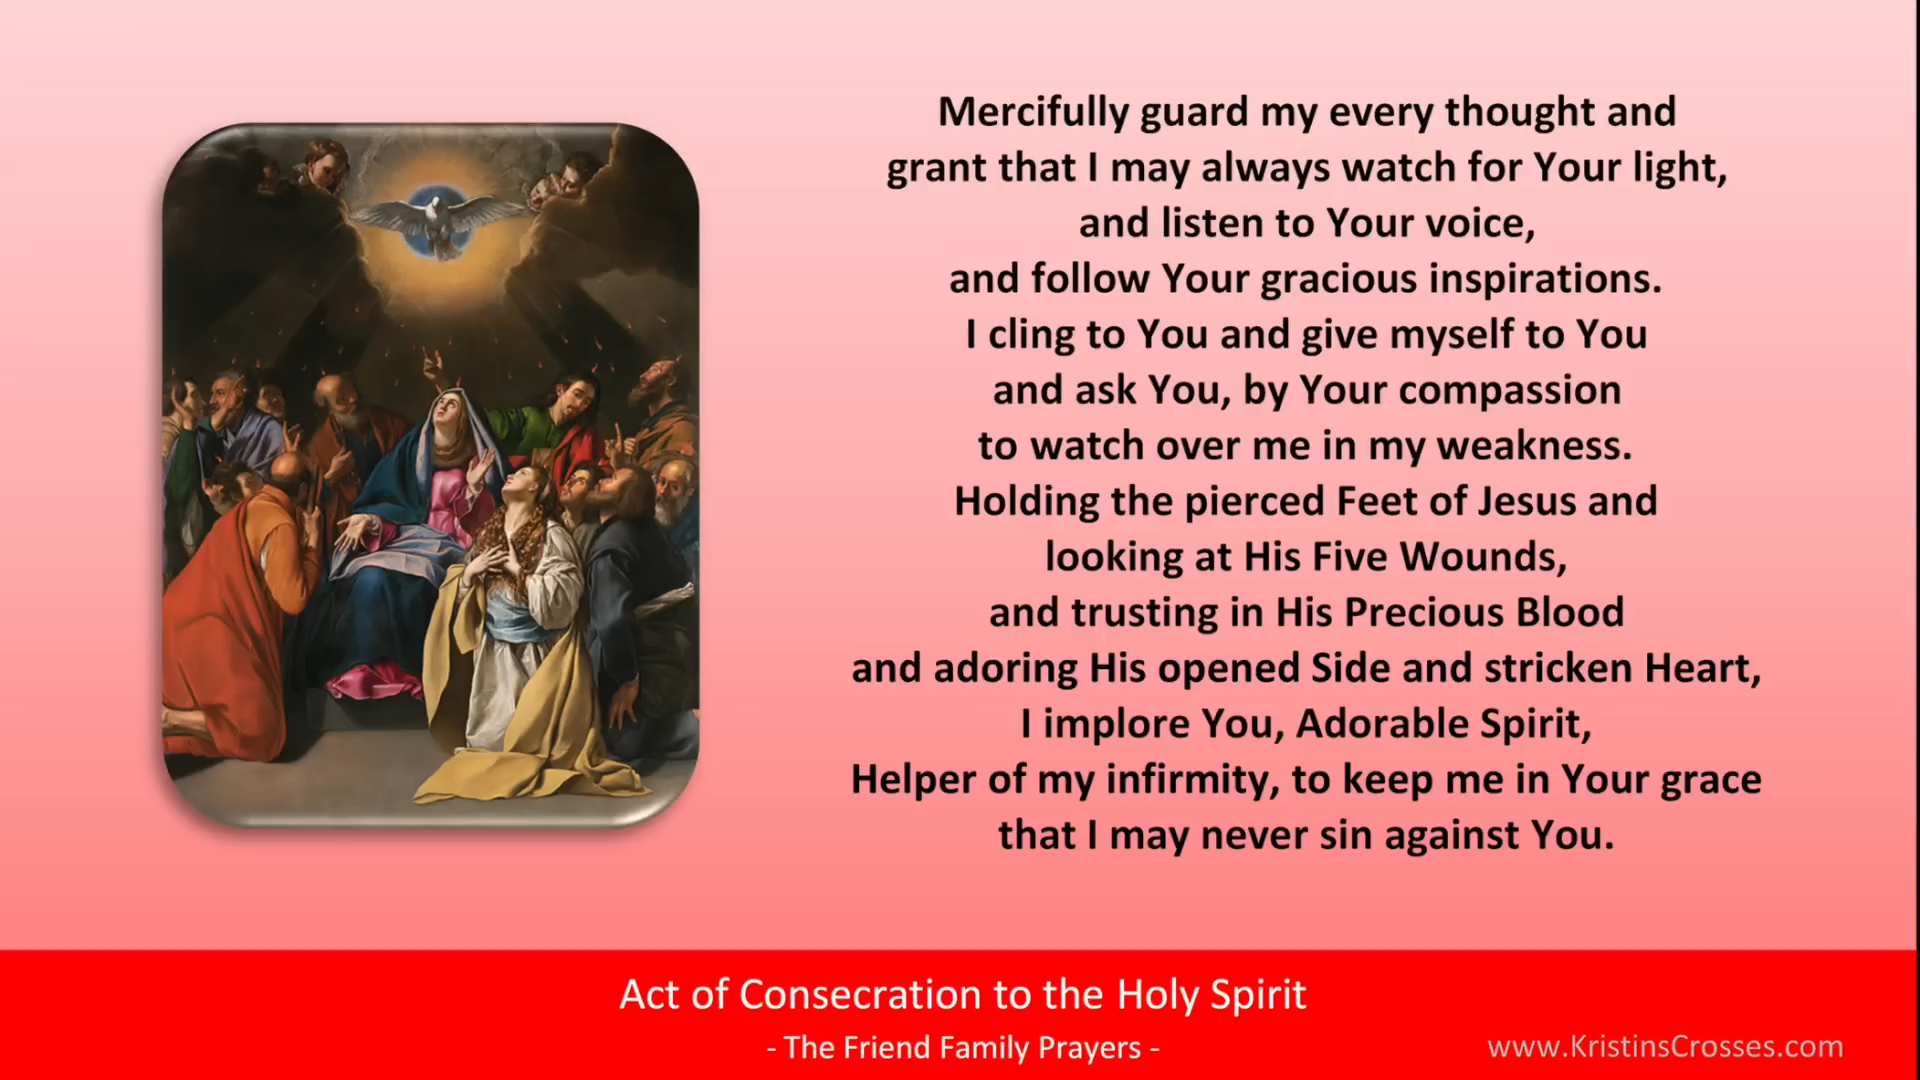 Mercifully guard my every thought and
grant that I may always watch for Your light,
and listen to Your voice,
and follow Your gracious inspirations.
I cling to You and give myself to You
and ask You, by Your compassion
to watch over me in my weakness.
Holding the pierced Feet of Jesus and
looking at His Five Wounds,
and trusting in His Precious Blood
and adoring His opened Side and stricken Heart,
I implore You, Adorable Spirit,
Helper of my infirmity, to keep me in Your grace
that I may never sin against You.
Act of Consecration to the Holy Spirit
- The Friend Family Prayers -
www.KristinsCrosses.com